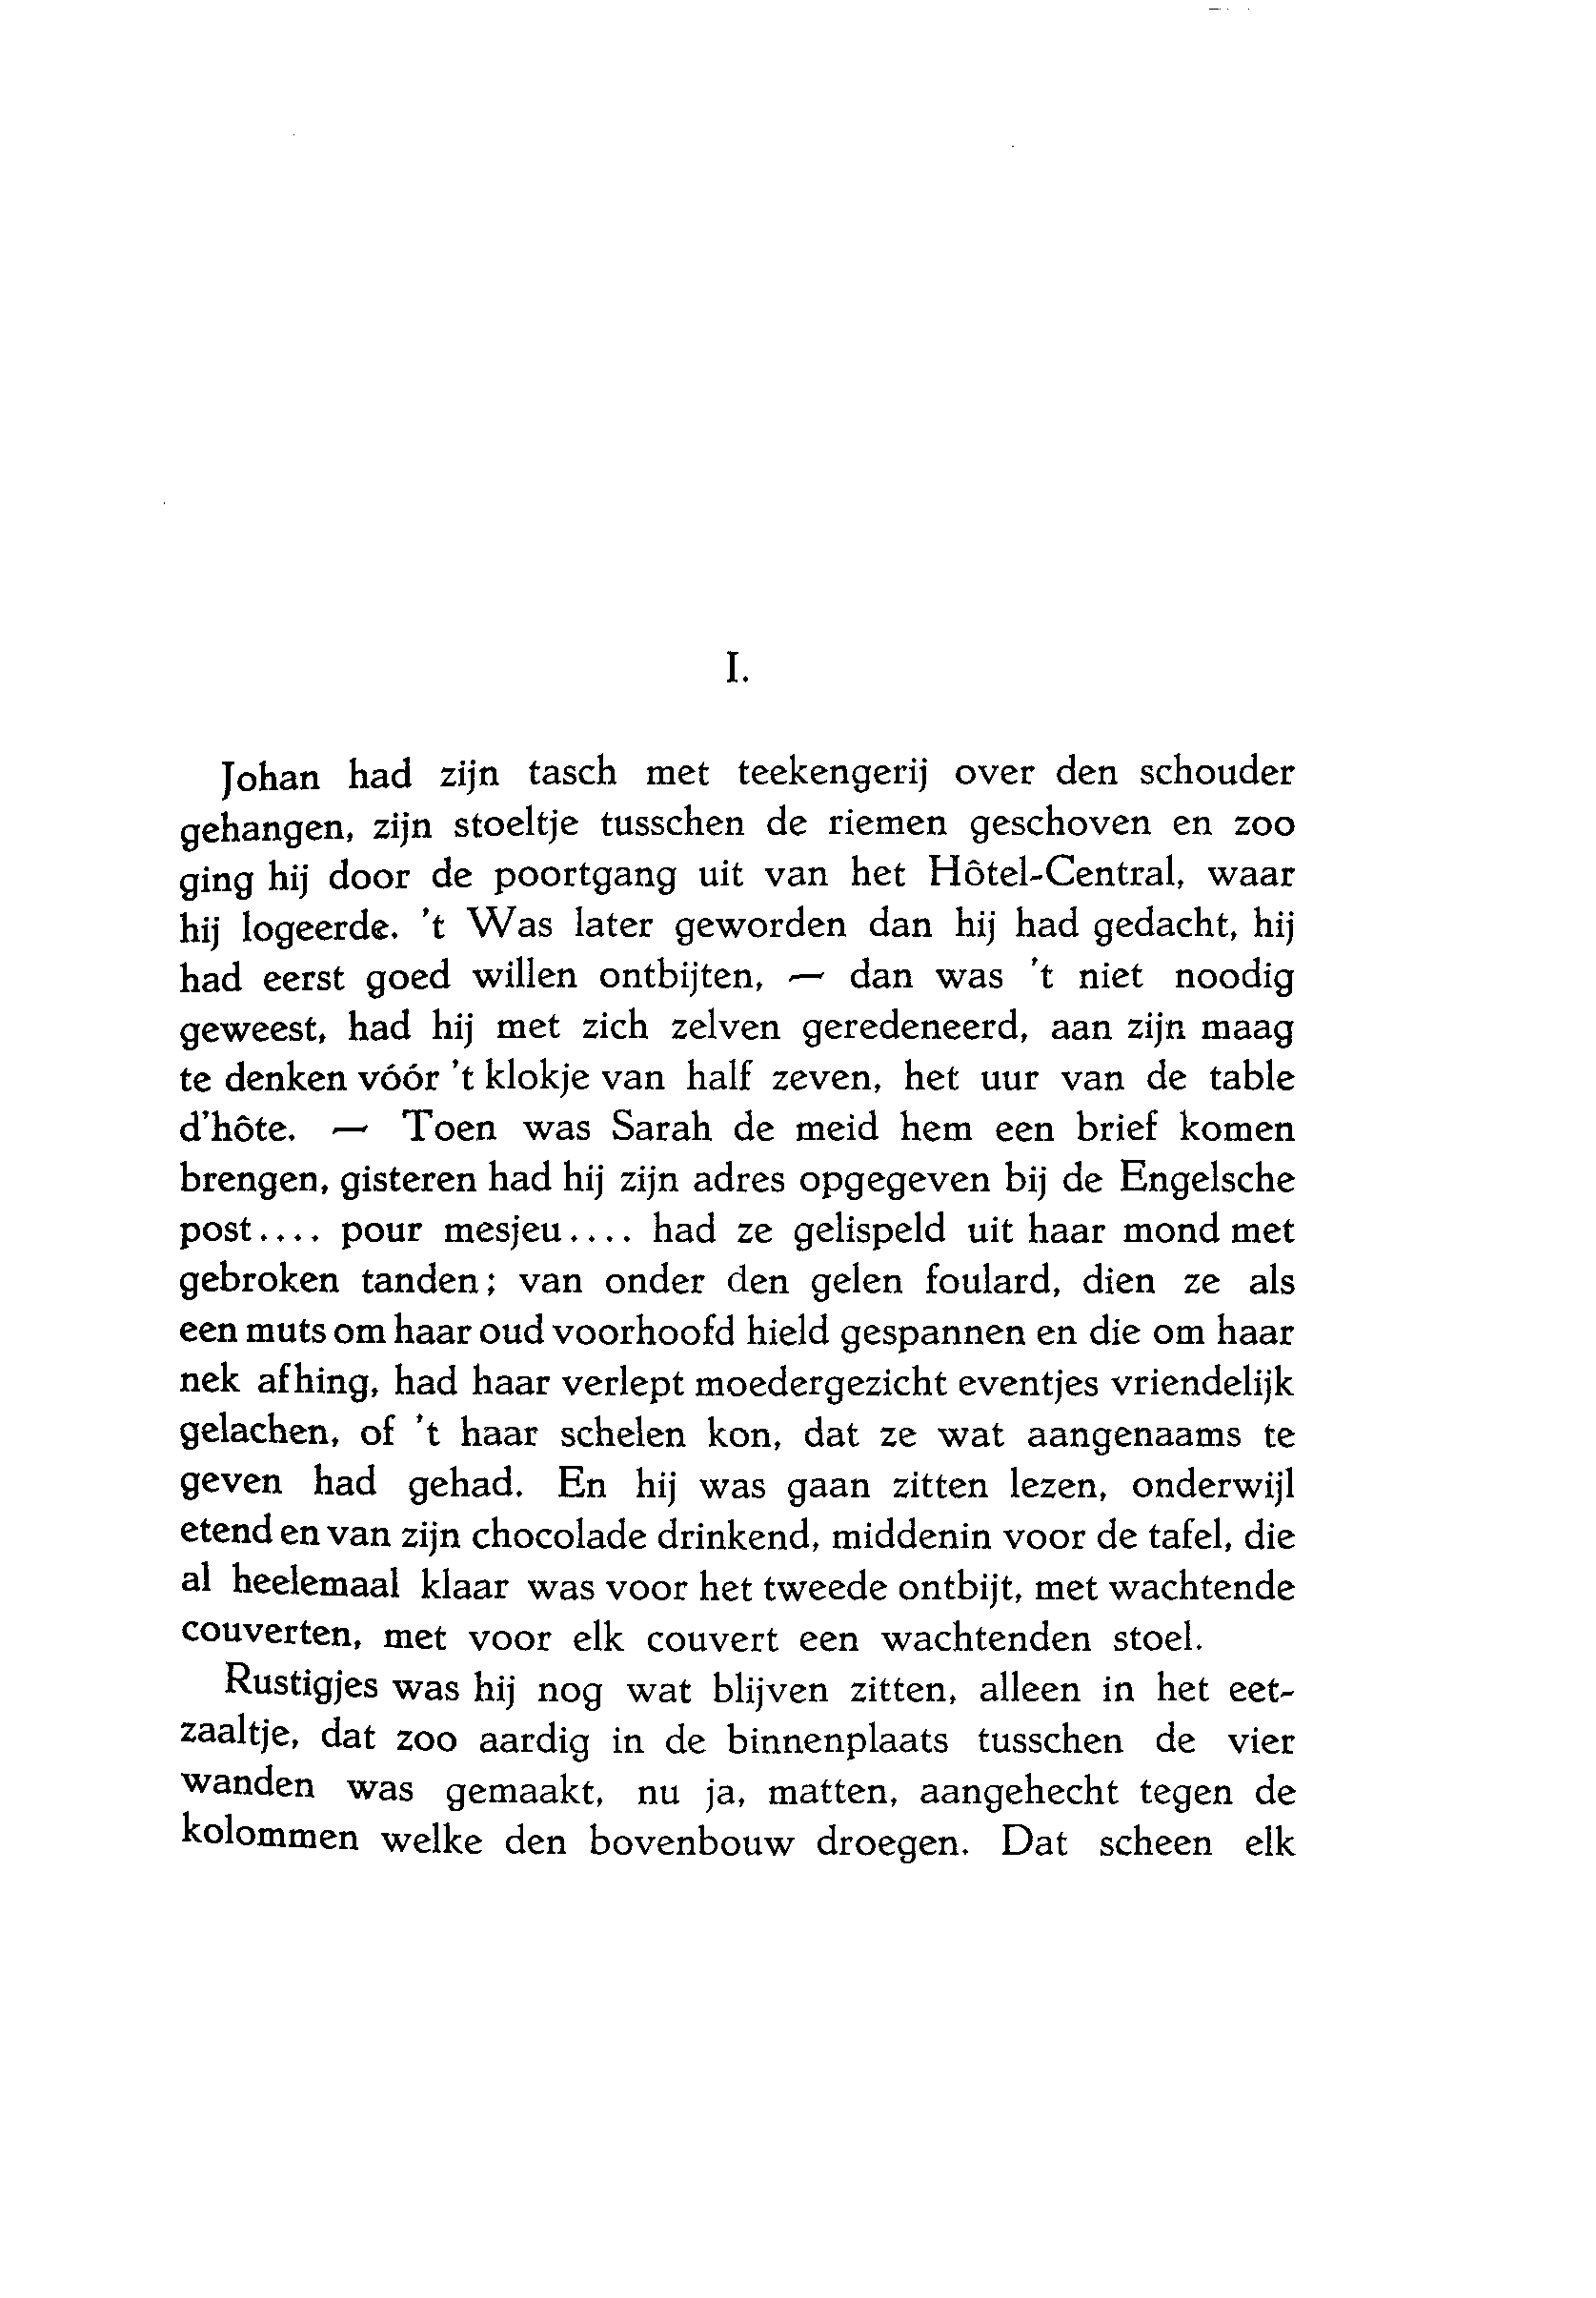 I.
Johan had zijn tasch met teekengerij over den schouder
gehangen, zijn stoeltje tusschen de riemen geschoven en zoo
ging hij door de poortgang uit van het Hôtel-Central, waar
hij logeerde. 't Was later geworden dan hij had gedacht, hij
had eerst goed willen ontbijten, — dan was 't niet noodig
geweest, had hij met zich zelven geredeneerd, aan zijn maag
te denken vóór 't klokje van half zeven, het uur van de table
d'hôte. — Toen was Sarah de meid hem een brief komen
brengen, gisteren had hij zijn adres opgegeven bij de Engelsche
post.... pour mesjeu.... had ze gelispeld uit haar mond met
gebroken tanden; van onder den gelen foulard, dien ze als
een muts om haar oud voorhoofd hield gespannen en die om haar
nek afhing, had haar verlept moedergezicht eventjes vriendelijk
gelachen, of 't haar schelen kon, dat ze wat aangenaams te
geven had gehad. En hij was gaan zitten lezen, onderwijl
etend en van zijn chocolade drinkend, middenin voor de tafel, die
al heelemaal klaar was voor het tweede ontbijt, met wachtende
couverten, met voor elk couvert een wachtenden stoel.
Rustigjes was hij nog wat blijven zitten, alleen in het eet-
zaaltje, dat zoo aardig in de binnenplaats tusschen de vier
wanden was gemaakt, nu ja, matten, aangehecht tegen de
kolommen welke den bovenbouw droegen. Dat scheen elk